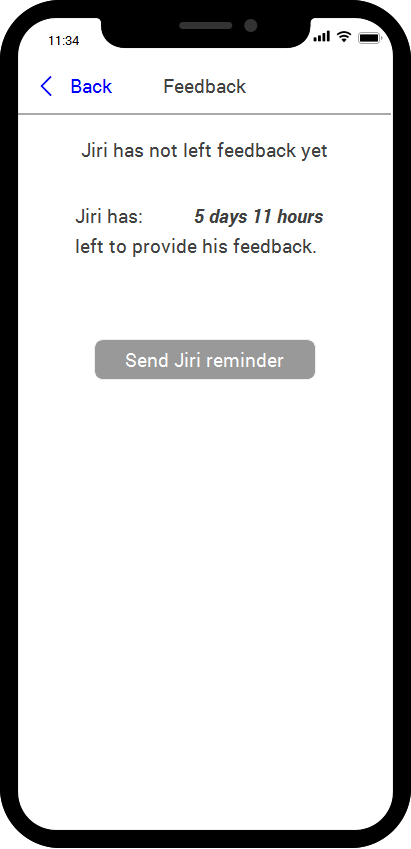 11:34
Back Feedback
Jiri has not left feedback yet
Jiri has: 5 days 11 hours
left to provide his feedback.
Send Jiri reminder